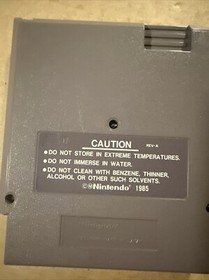 CAUTION REV-A
•DO NOT STORE IN EXTREME TEMPERATURES.
•DO NOT IMMERSE IN WATER.
•DO NOT CLEAN WITH BENZENE, THINNER,
ALCOHOL OR OTHER SUCH SOLVENTS.
©Nintendo® 1985